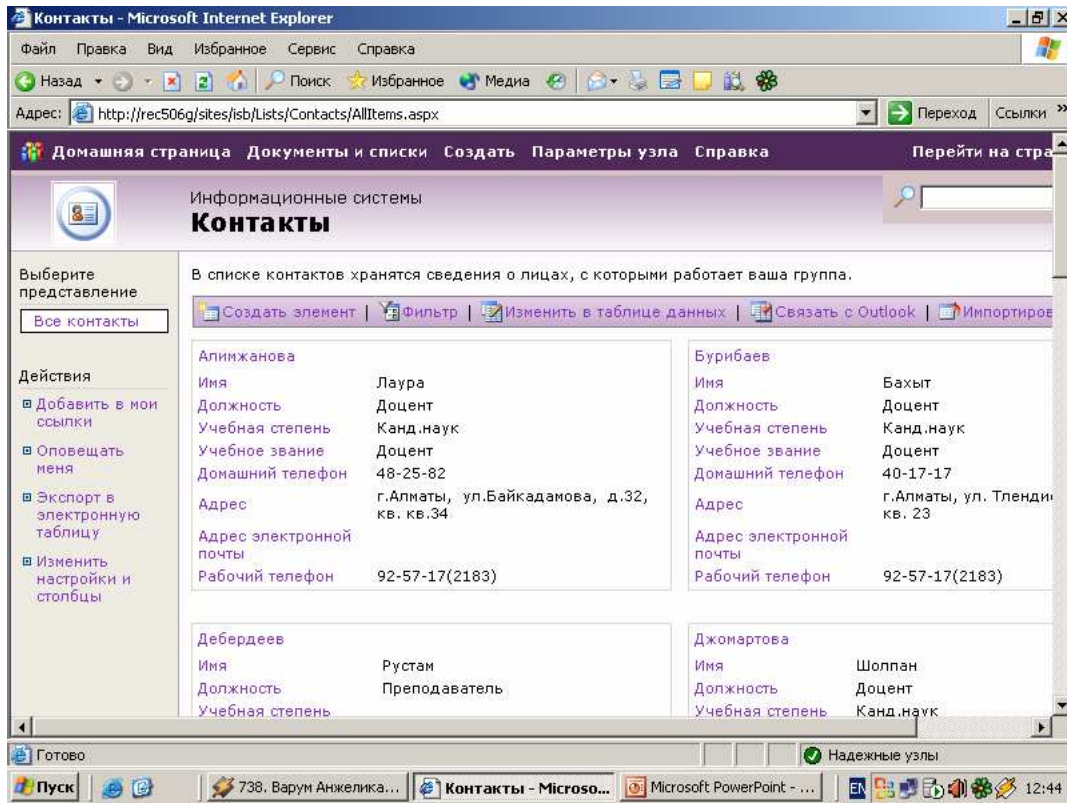 Контакты - Microsoft Internet Explorer
Файл Правка Вид Избранное Сервис Справка
Назад Поиск Избранное Медиа
Адрес: http://rec506g/sites/isb/Lists/Contacts/AllItems.aspx Переход Ссылки »
Домашняя страница Документы и списки Создать Параметры узла Справка Перейти на стра
Информационные системы
Контакты
Выберите представление
Все контакты
Действия
Добавить в мои ссылки
Оповещать меня
Экспорт в электронную таблицу
Изменить настройки и столбцы
В списке контактов хранятся сведения о лицах, с которыми работает ваша группа.
Создать элемент | Фильтр | Изменить в таблице данных | Связать с Outlook | Импортиров
Алимжанова
Имя Лаура
Должность Доцент
Учебная степень Канд.наук
Учебное звание Доцент
Домашний телефон 48-25-82
Адрес г.Алматы, ул.Байкадамова, д.32, кв. кв.34
Адрес электронной почты
Рабочий телефон 92-57-17(2183)
Бурибаев
Имя Бахыт
Должность Доцент
Учебная степень Канд.наук
Учебное звание Доцент
Домашний телефон 40-17-17
Адрес г.Алматы, ул. Тленди кв. 23
Адрес электронной почты
Рабочий телефон 92-57-17(2183)
Дебердеев
Имя Рустам
Должность Преподаватель
Учебная степень
Джомартова
Имя Шолпан
Должность Доцент
Учебная степень Канд.наук
Готово Надежные узлы
Пуск 738. Варум Анжелика... Контакты - Microso... Microsoft PowerPoint - ... EN 12:44